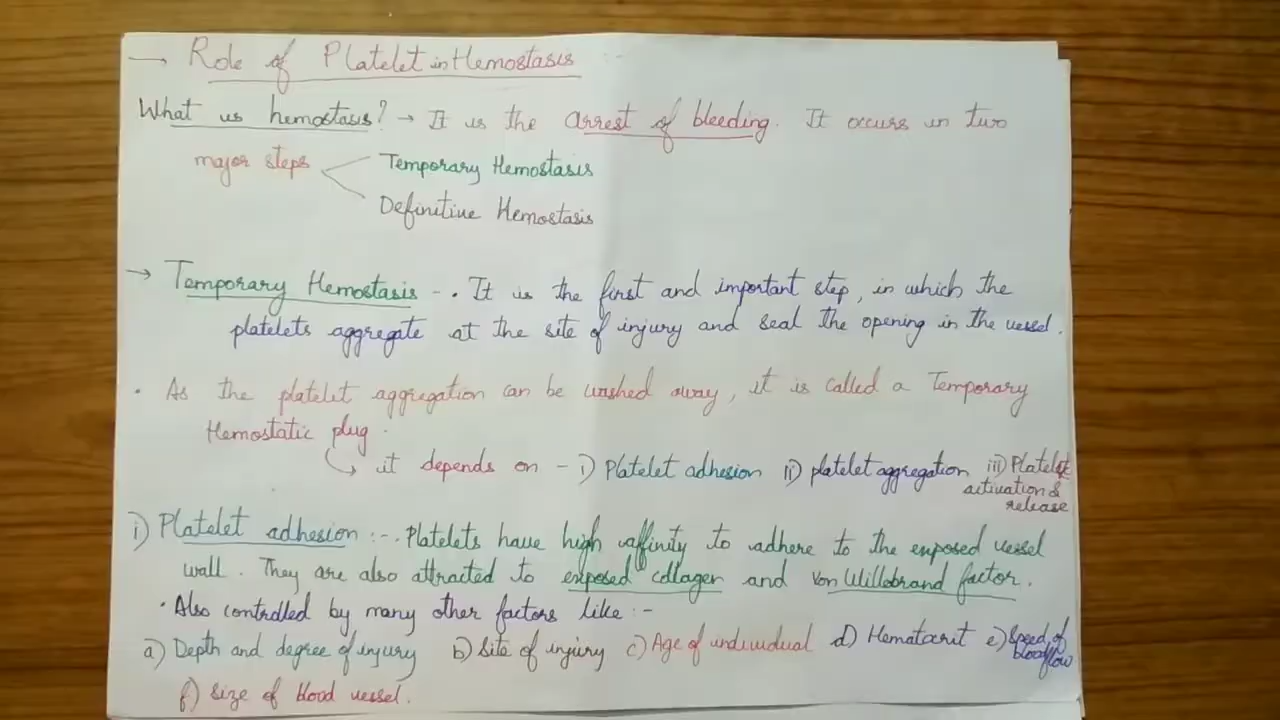 → Role of Platelet in Hemostasis :-
What is hemostasis? → It is the arrest of bleeding. It occurs in two
major steps
Temporary Hemostasis
Definitive Hemostasis
→ Temporary Hemostasis - . It is the first and important step, in which the
platelets aggregate at the site of injury and seal the opening in the vessel.
• As the platelet aggregation can be washed away, it is called a Temporary
Hemostatic plug.
↳ it depends on - i) Platelet adhesion ii) platelet aggregation iii) Platelet
activation &
release
i) Platelet adhesion :- . Platelets have high affinity to adhere to the exposed vessel
wall. They are also attracted to exposed collagen and von Willebrand factor.
• Also controlled by many other factors like :-
a) Depth and degree of injury b) Site of injury c) Age of individual d) Hematocrit e) Speed of
blood flow
f) size of blood vessel.